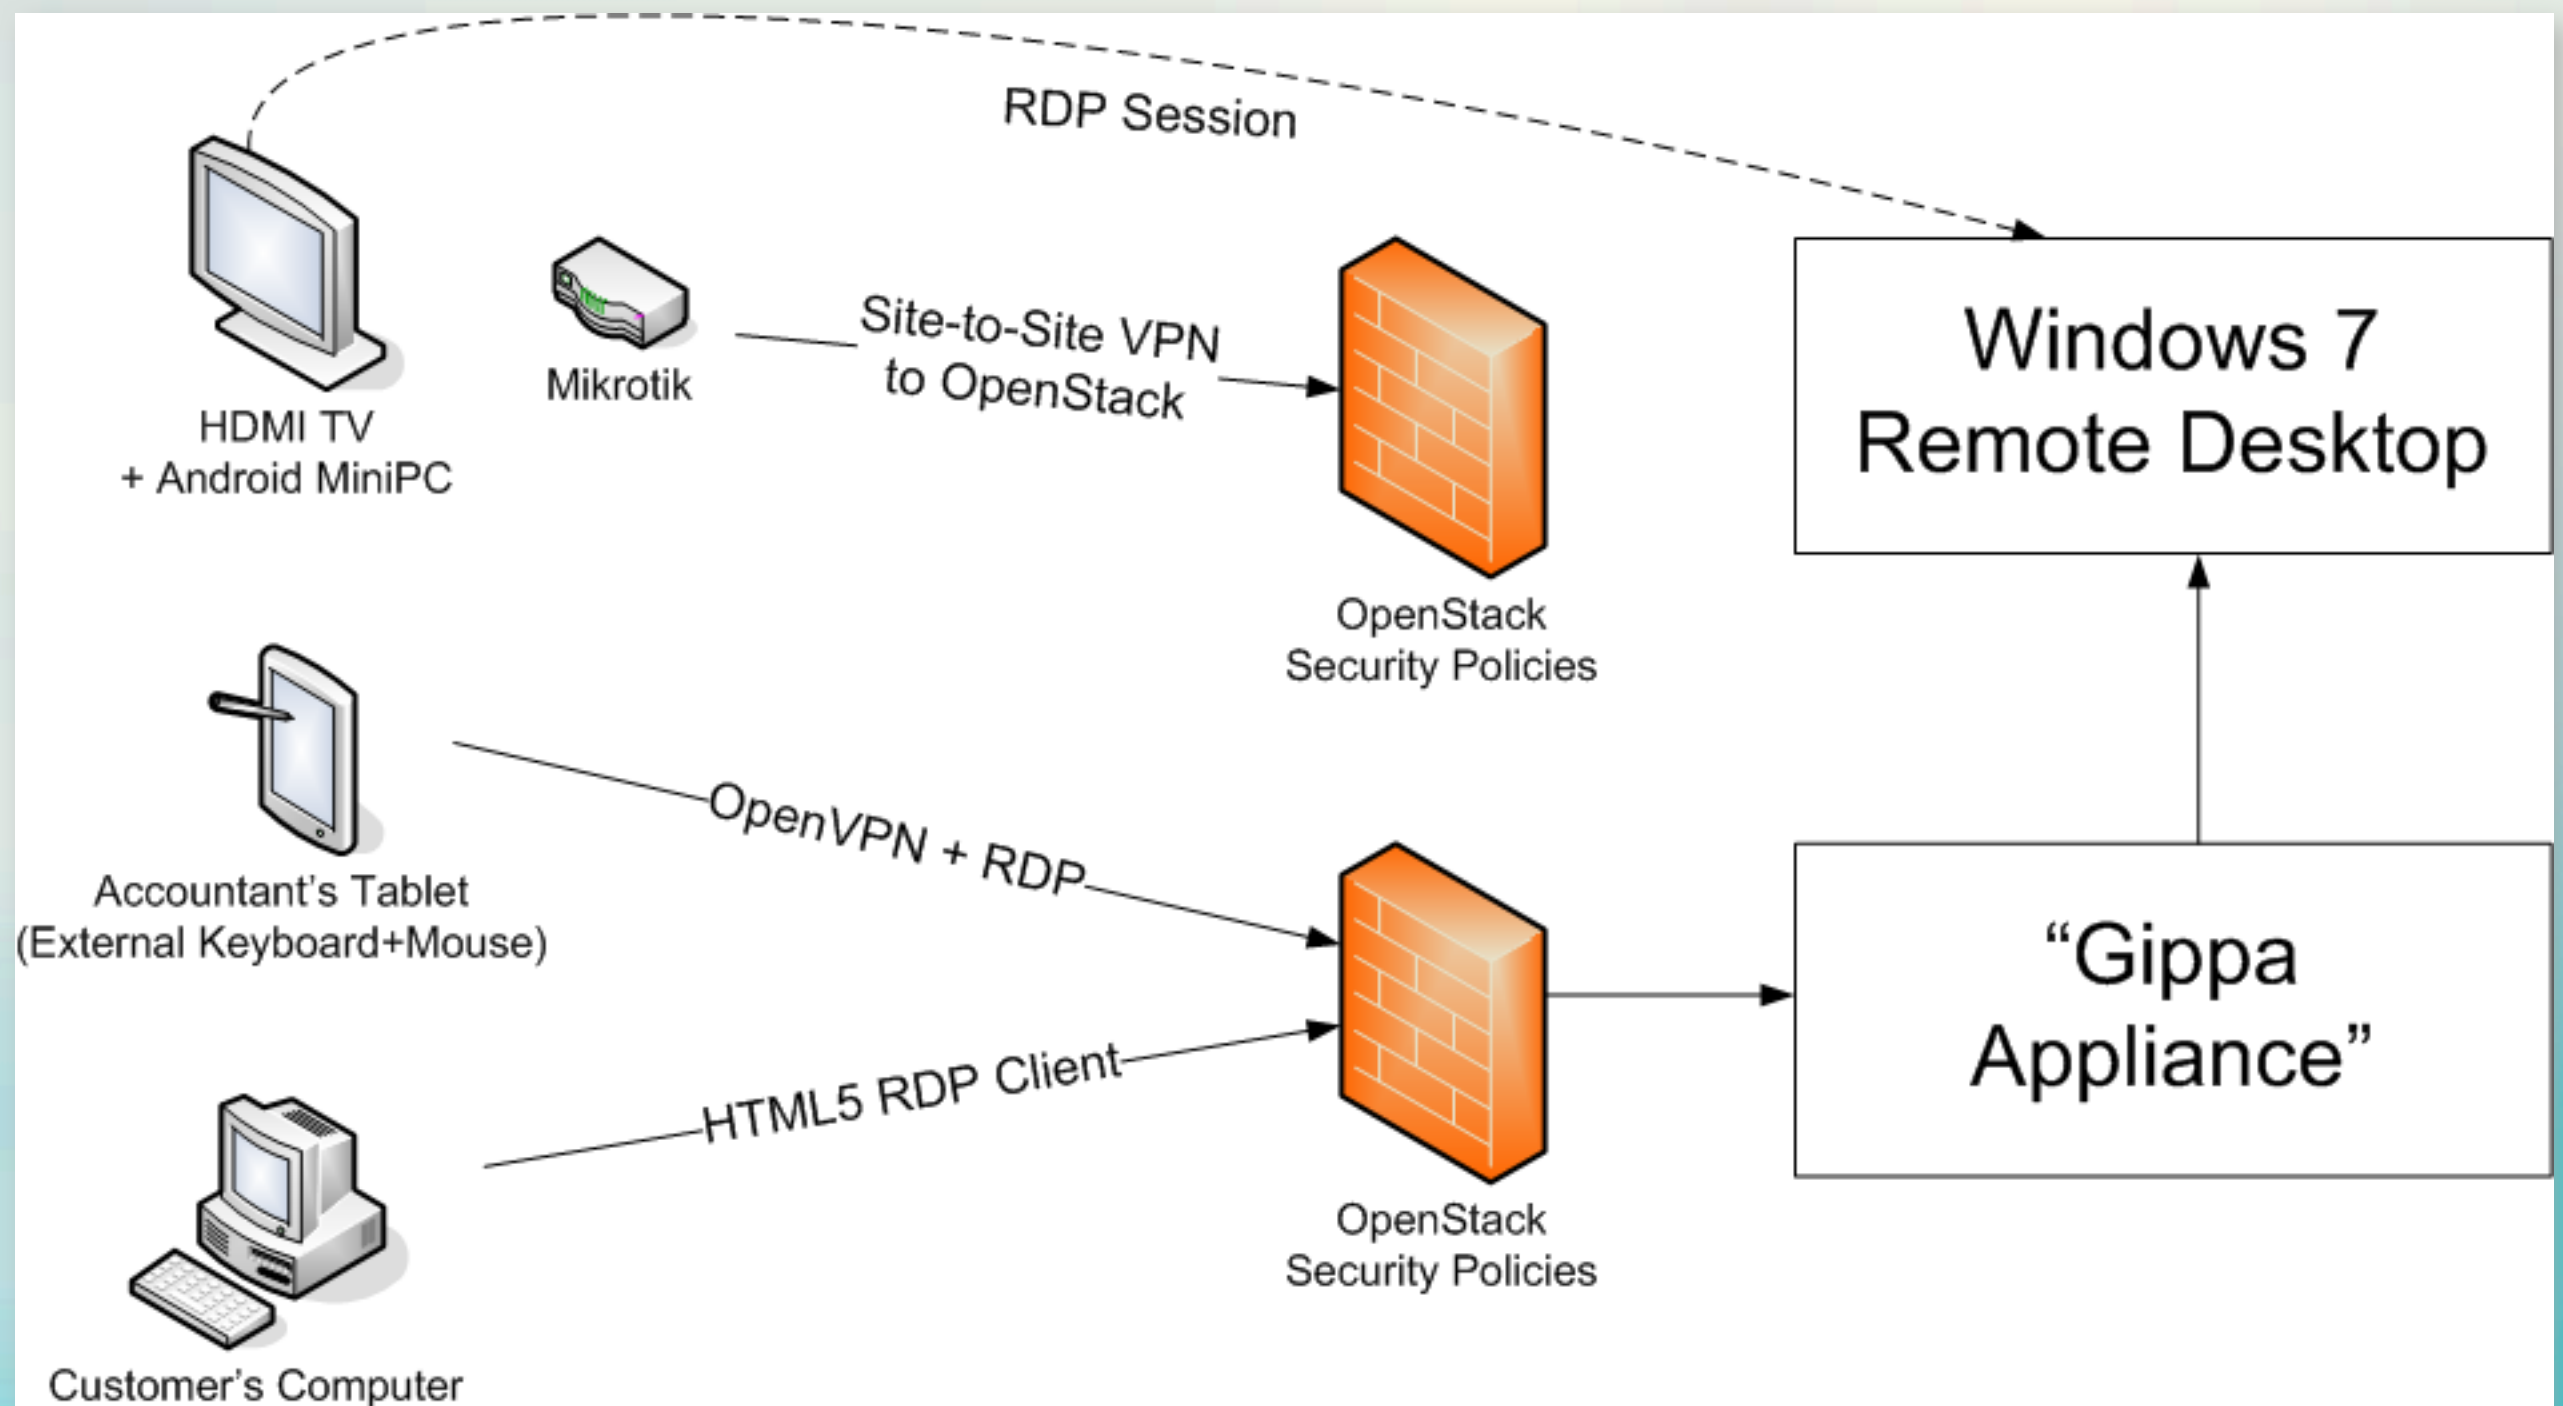 RDP Session
HDMI TV
+ Android MiniPC
Mikrotik
Site-to-Site VPN
to OpenStack
OpenStack
Security Policies
Windows 7
Remote Desktop
Accountant’s Tablet
(External Keyboard+Mouse)
OpenVPN + RDP
HTML5 RDP Client
OpenStack
Security Policies
“Gippa
Appliance”
Customer’s Computer